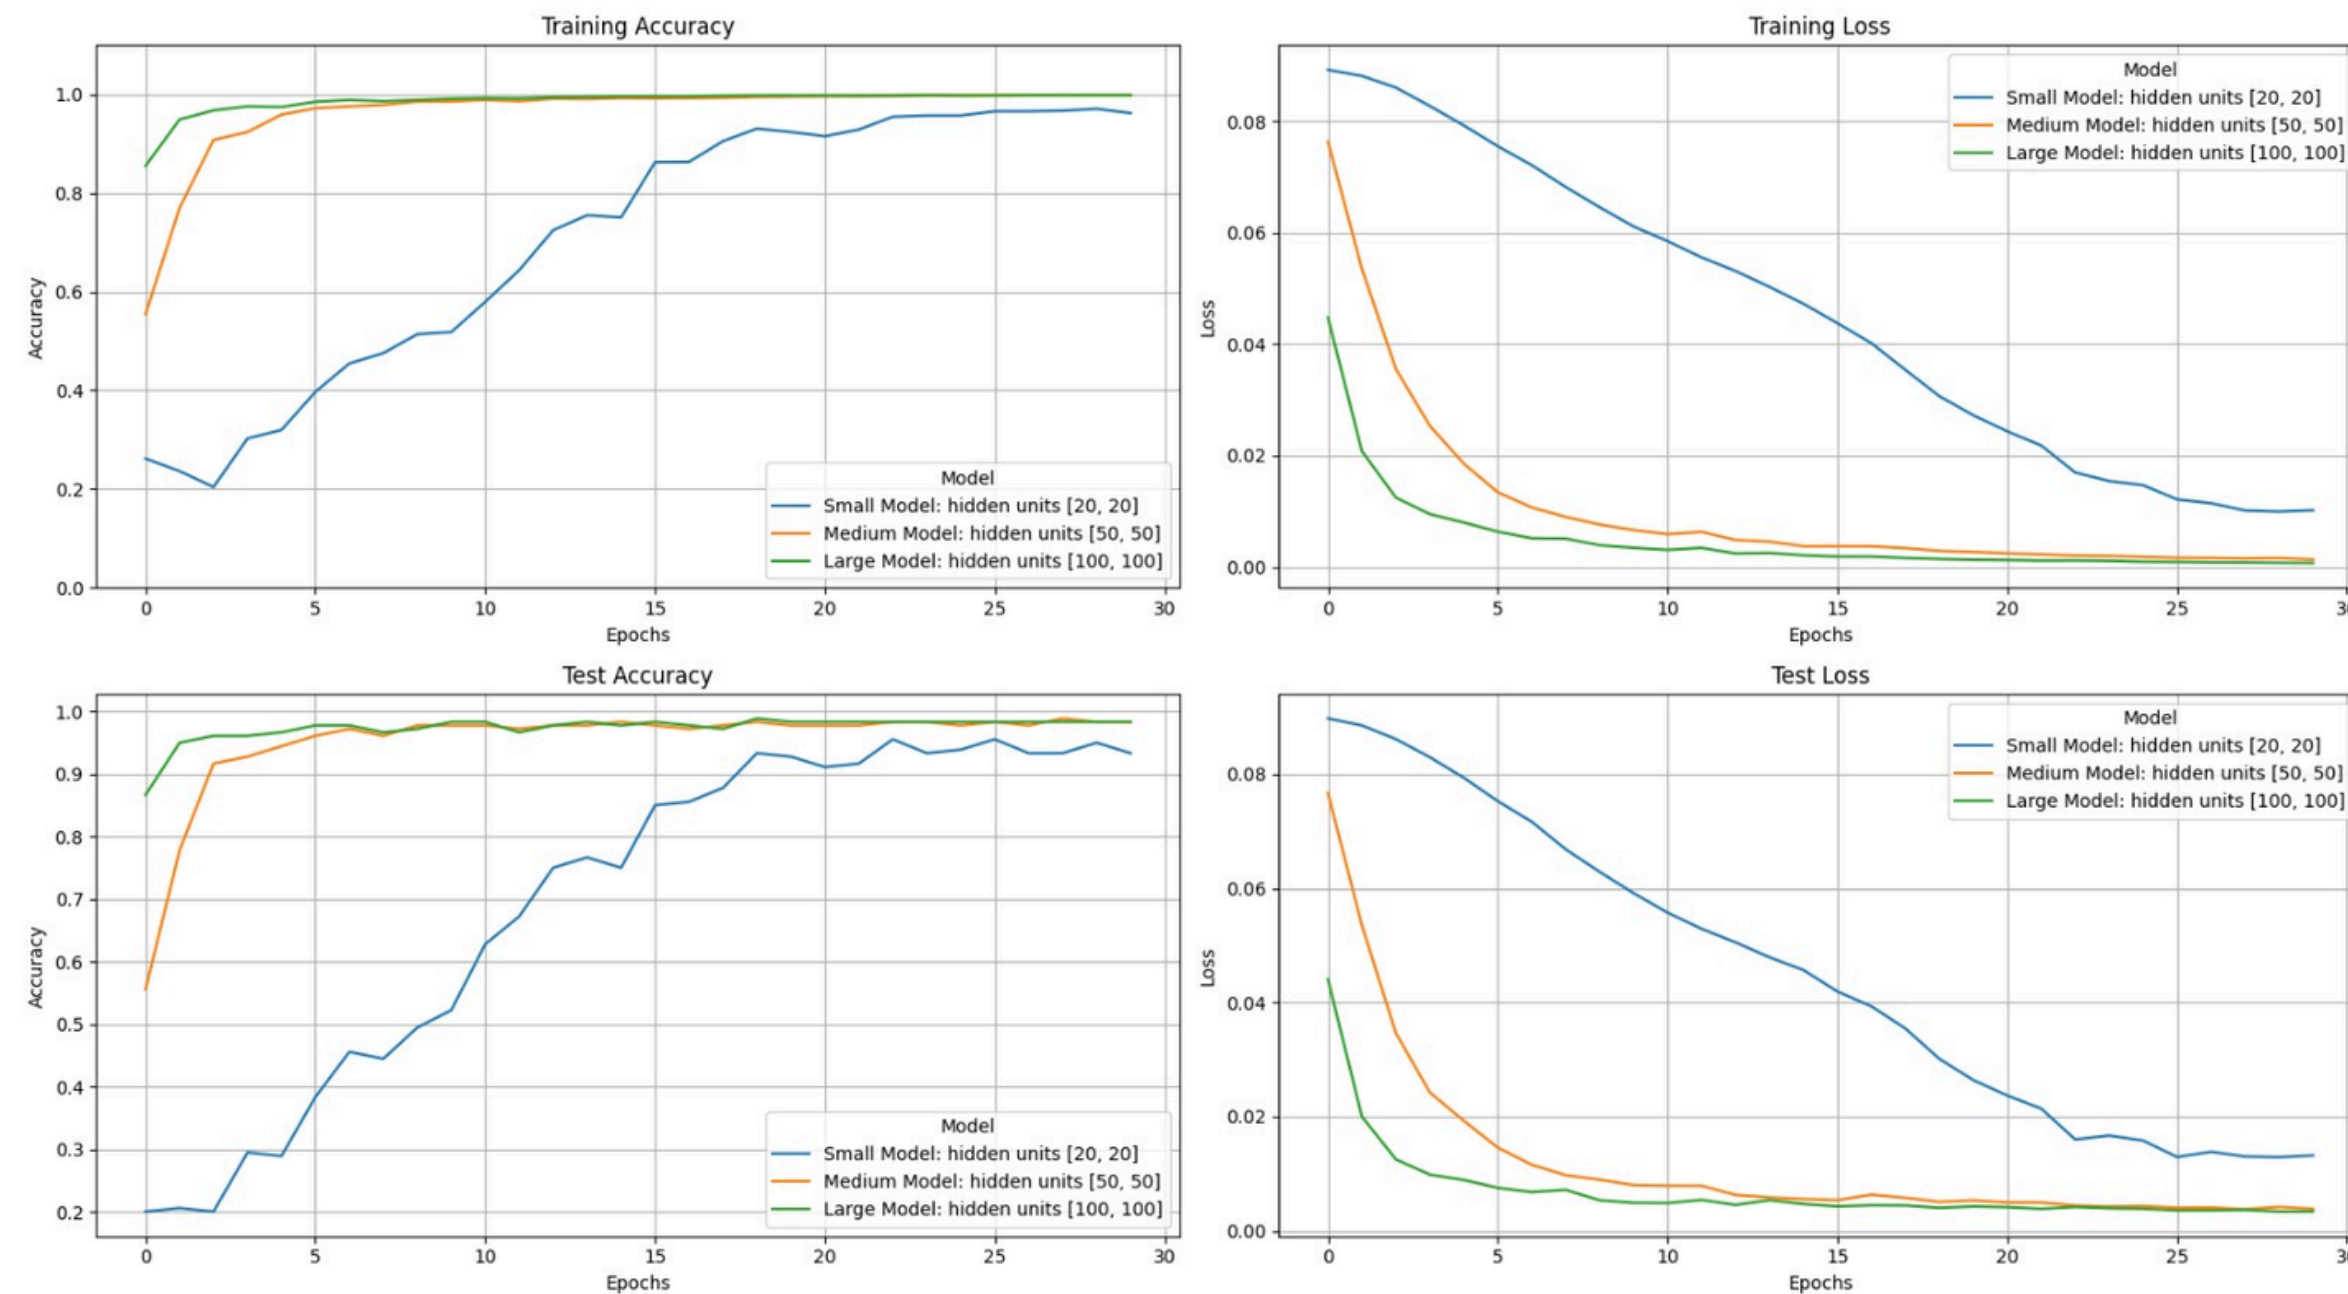 Training Accuracy
1.0
0.8
0.6
0.4
0.2
0.0
Accuracy
Model
Small Model: hidden units [20, 20]
Medium Model: hidden units [50, 50]
Large Model: hidden units [100, 100]
0 5 10 15 20 25 30
Epochs
Training Loss
0.08
0.06
0.04
0.02
0.00
Loss
Model
Small Model: hidden units [20, 20]
Medium Model: hidden units [50, 50]
Large Model: hidden units [100, 100]
0 5 10 15 20 25
Epochs
Test Accuracy
1.0
0.9
0.8
0.7
0.6
0.5
0.4
0.3
0.2
Accuracy
Model
Small Model: hidden units [20, 20]
Medium Model: hidden units [50, 50]
Large Model: hidden units [100, 100]
0 5 10 15 20 25 30
Epochs
Test Loss
0.08
0.06
0.04
0.02
0.00
Loss
Model
Small Model: hidden units [20, 20]
Medium Model: hidden units [50, 50]
Large Model: hidden units [100, 100]
0 5 10 15 20 25
Epochs